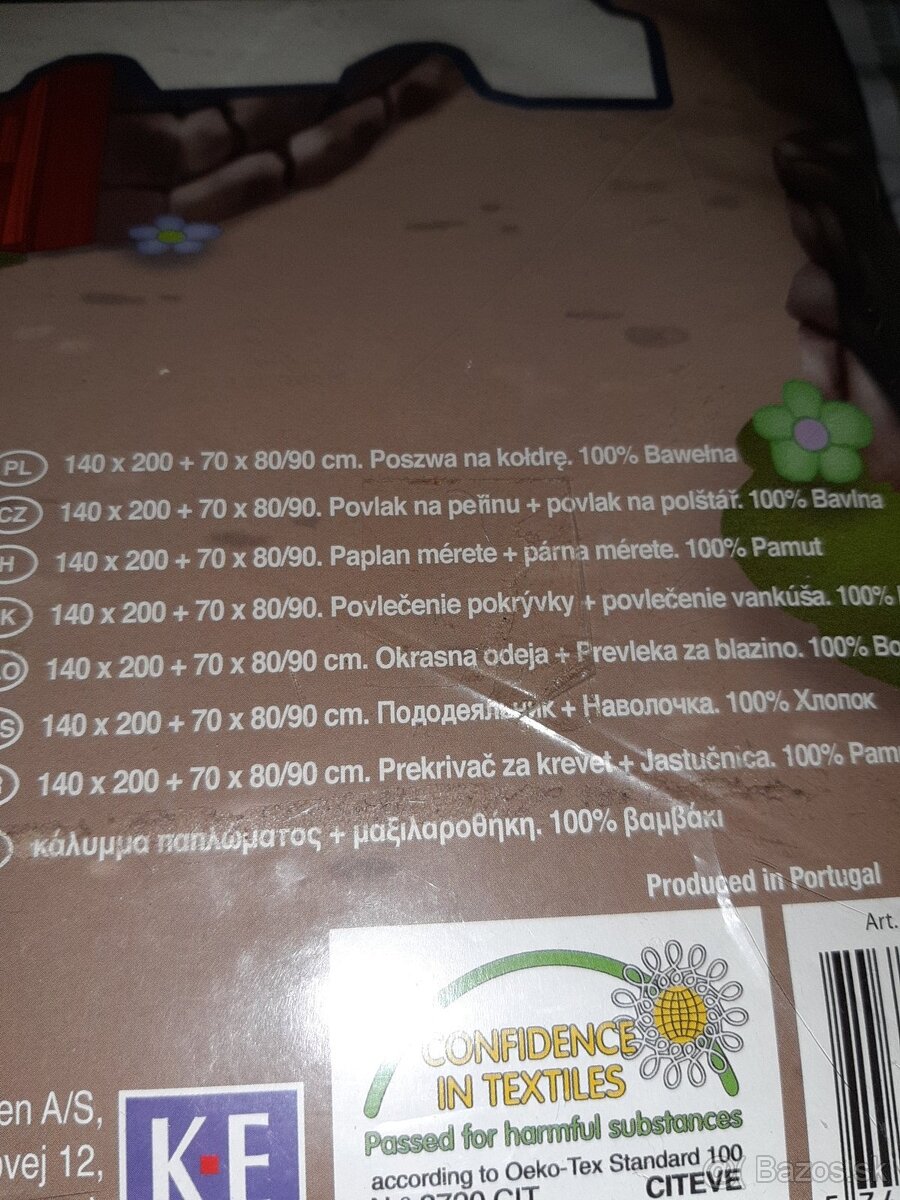 PL 140 x 200 + 70 x 80/90 cm. Poszwa na kołdrę. 100% Bawełna
CZ 140 x 200 + 70 x 80/90. Povlak na peřinu + povlak na polštář. 100% Bavlna
H 140 x 200 + 70 x 80/90. Paplan mérete + párna mérete. 100% Pamut
K 140 x 200 + 70 x 80/90. Povlečenie pokrývky + povlečenie vankúša. 100%
LO 140 x 200 + 70 x 80/90 cm. Okrasna odeja + Prevleka za blazino. 100% Bo
S 140 x 200 + 70 x 80/90 cm. Пододеяльник + Наволочка. 100% Хлопок
140 x 200 + 70 x 80/90 cm. Prekrivač za krevet + Jastučnica. 100% Pam
κάλυμμα παπλώματος + μαξιλαροθήκη. 100% βαμβάκι
Produced in Portugal
Art.
CONFIDENCE
IN TEXTILES
Passed for harmful substances
according to Oeko-Tex Standard 100
CITEVE
en A/S,
ovej 12,
K·F
Bazos.sk